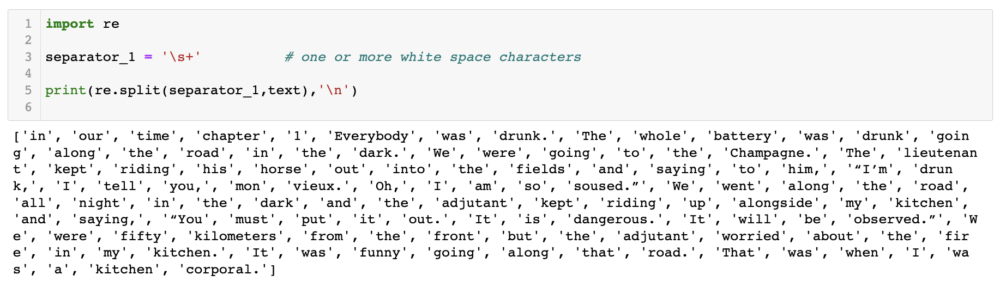 1 import re
2
3 separator_1 = '\s+'          # one or more white space characters
4
5 print(re.split(separator_1,text),'\n')
6
['in', 'our', 'time', 'chapter', '1', 'Everybody', 'was', 'drunk.', 'The', 'whole', 'battery', 'was', 'drunk', 'goin
g', 'along', 'the', 'road', 'in', 'the', 'dark.', 'We', 'were', 'going', 'to', 'the', 'Champagne.', 'The', 'lieutenan
t', 'kept', 'riding', 'his', 'horse', 'out', 'into', 'the', 'fields', 'and', 'saying', 'to', 'him,', '“I’m', 'drun
k,', 'I', 'tell', 'you,', 'mon', 'vieux.', 'Oh,', 'I', 'am', 'so', 'soused.”', 'We', 'went', 'along', 'the', 'road',
'all', 'night', 'in', 'the', 'dark', 'and', 'the', 'adjutant', 'kept', 'riding', 'up', 'alongside', 'my', 'kitchen',
'and', 'saying,', '“You', 'must', 'put', 'it', 'out.', 'It', 'is', 'dangerous.', 'It', 'will', 'be', 'observed.”', 'W
e', 'were', 'fifty', 'kilometers', 'from', 'the', 'front', 'but', 'the', 'adjutant', 'worried', 'about', 'the', 'fir
e', 'in', 'my', 'kitchen.', 'It', 'was', 'funny', 'going', 'along', 'that', 'road.', 'That', 'was', 'when', 'I', 'wa
s', 'a', 'kitchen', 'corporal.']